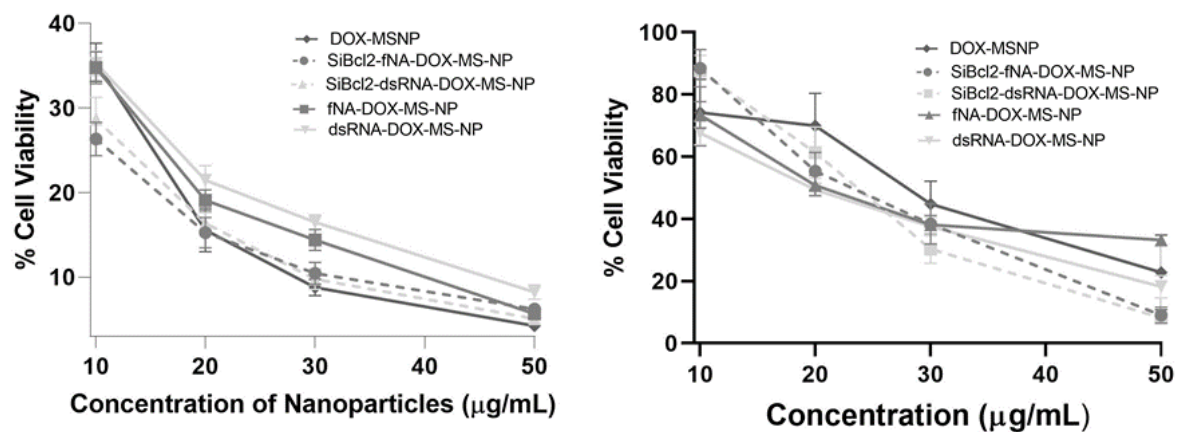 40
30
20
10
% Cell Viability
DOX-MSNP
SiBcl2-fNA-DOX-MS-NP
SiBcl2-dsRNA-DOX-MS-NP
fNA-DOX-MS-NP
dsRNA-DOX-MS-NP
10 20 30 40 50
Concentration of Nanoparticles (µg/mL)
100
80
60
40
20
0
% Cell Viability
DOX-MSNP
SiBcl2-fNA-DOX-MS-NP
SiBcl2-dsRNA-DOX-MS-NP
fNA-DOX-MS-NP
dsRNA-DOX-MS-NP
10 20 30 40 50
Concentration (µg/mL)